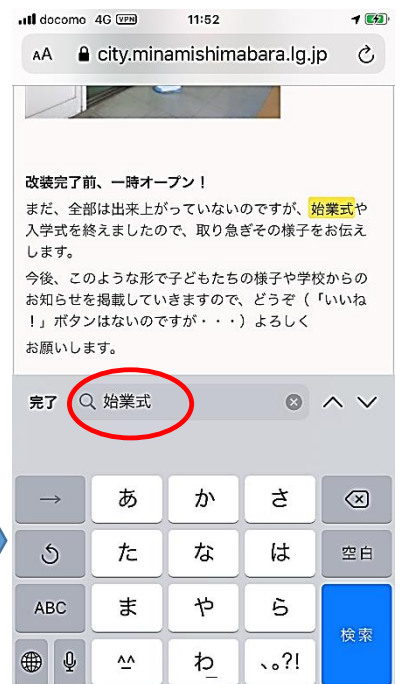 docomo 4G VPN 11:52
AA city.minamishimabara.lg.jp
改装完了前、一時オープン！
まだ、全部は出来上がっていないのですが、始業式や
入学式を終えましたので、取り急ぎその様子をお伝え
します。
今後、このような形で子どもたちの様子や学校からの
お知らせを掲載していきますので、どうぞ（「いいね
！」ボタンはないのですが・・・）よろしく
お願いします。
完了 始業式
→ あ か さ
た な は 空白
ABC ま や ら
^^ わ_ 、。?! 検索